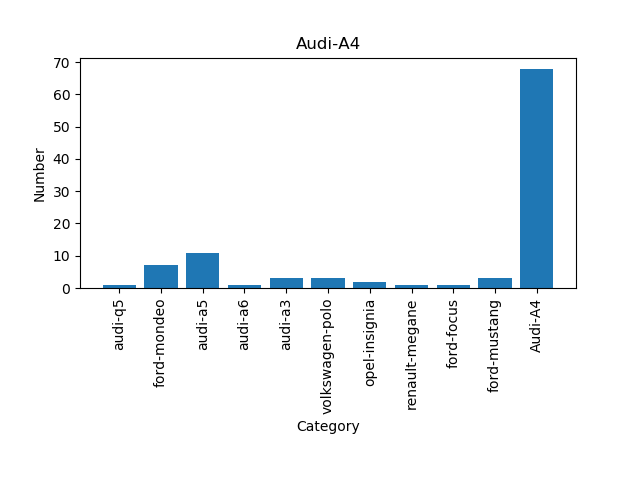 Audi-A4
Number
70
60
50
40
30
20
10
0
audi-q5
ford-mondeo
audi-a5
audi-a6
audi-a3
volkswagen-polo
opel-insignia
renault-megane
ford-focus
ford-mustang
Audi-A4
Category